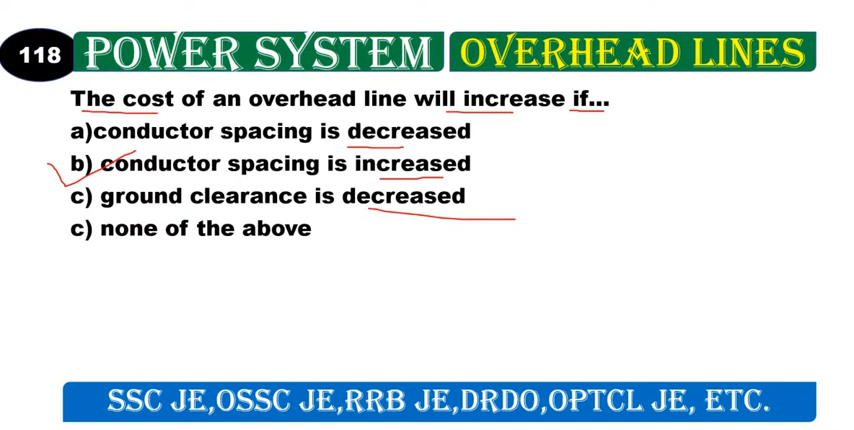 118
POWER SYSTEM
OVERHEAD LINES
The cost of an overhead line will increase if...
a)conductor spacing is decreased
b) conductor spacing is increased
c) ground clearance is decreased
c) none of the above
SSC JE,OSSC JE,RRB JE,DRDO,OPTCL JE, ETC.